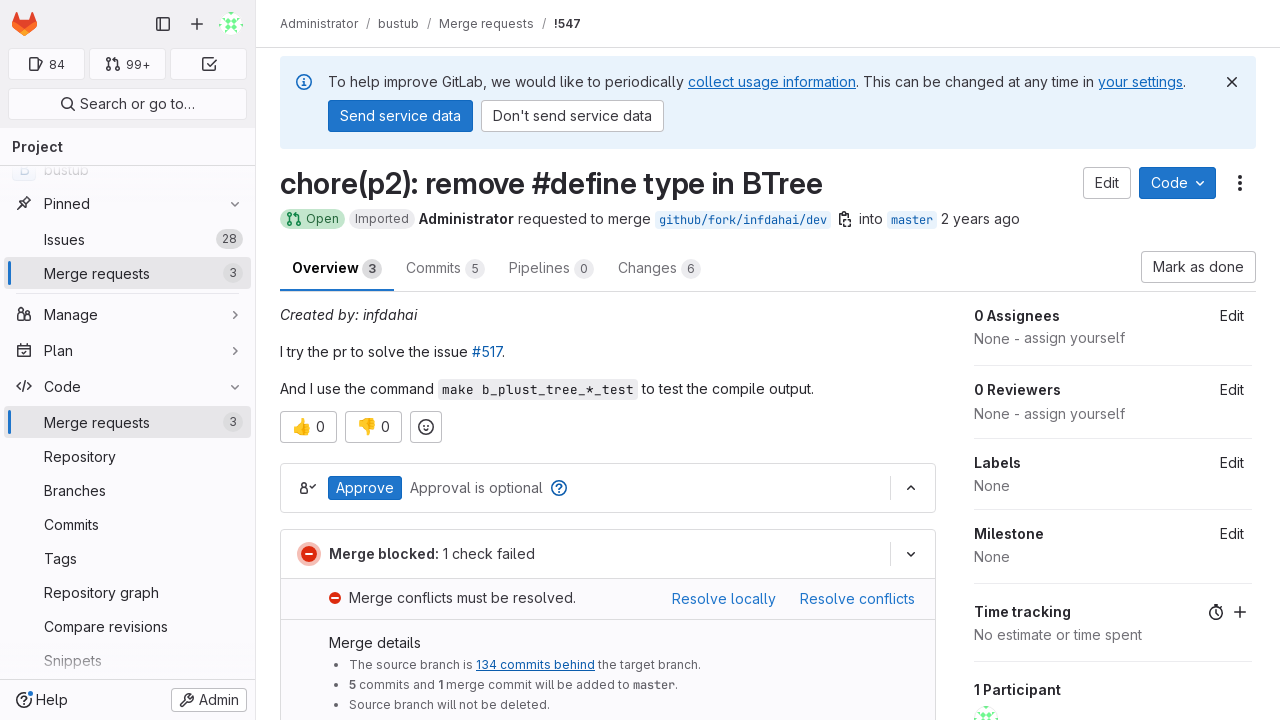 84
99+
Search or go to…
Project
B bustub
Pinned
Issues 28
Merge requests 3
Manage
Plan
Code
Merge requests 3
Repository
Branches
Commits
Tags
Repository graph
Compare revisions
Snippets
Help
Admin
Administrator / bustub / Merge requests / !547
To help improve GitLab, we would like to periodically collect usage information. This can be changed at any time in your settings.
Send service data
Don't send service data
chore(p2): remove #define type in BTree
Edit
Code
Open Imported Administrator requested to merge github/fork/infdahai/dev into master 2 years ago
Overview 3
Commits 5
Pipelines 0
Changes 6
Mark as done
Created by: infdahai
I try the pr to solve the issue #517.
And I use the command make b_plust_tree_*_test to test the compile output.
👍 0
👎 0
Approve Approval is optional
Merge blocked: 1 check failed
Merge conflicts must be resolved.
Resolve locally
Resolve conflicts
Merge details
• The source branch is 134 commits behind the target branch.
• 5 commits and 1 merge commit will be added to master.
• Source branch will not be deleted.
0 Assignees
Edit
None - assign yourself
0 Reviewers
Edit
None - assign yourself
Labels
Edit
None
Milestone
Edit
None
Time tracking
No estimate or time spent
1 Participant